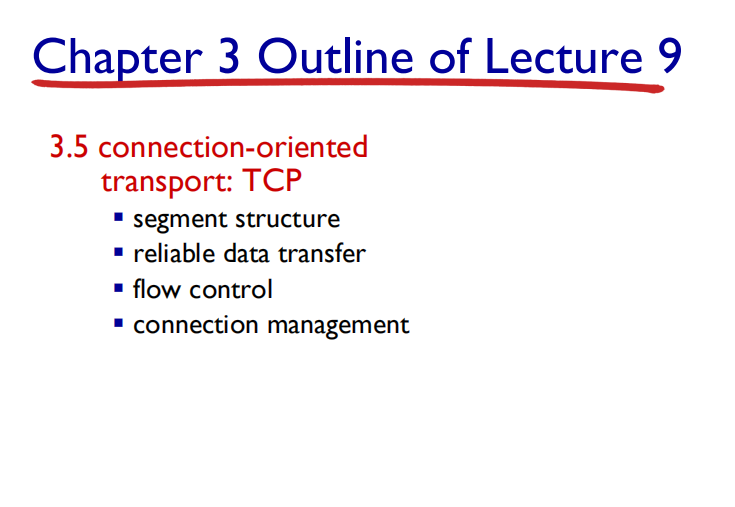 Chapter 3 Outline of Lecture 9
3.5 connection-oriented
transport: TCP
▪ segment structure
▪ reliable data transfer
▪ flow control
▪ connection management